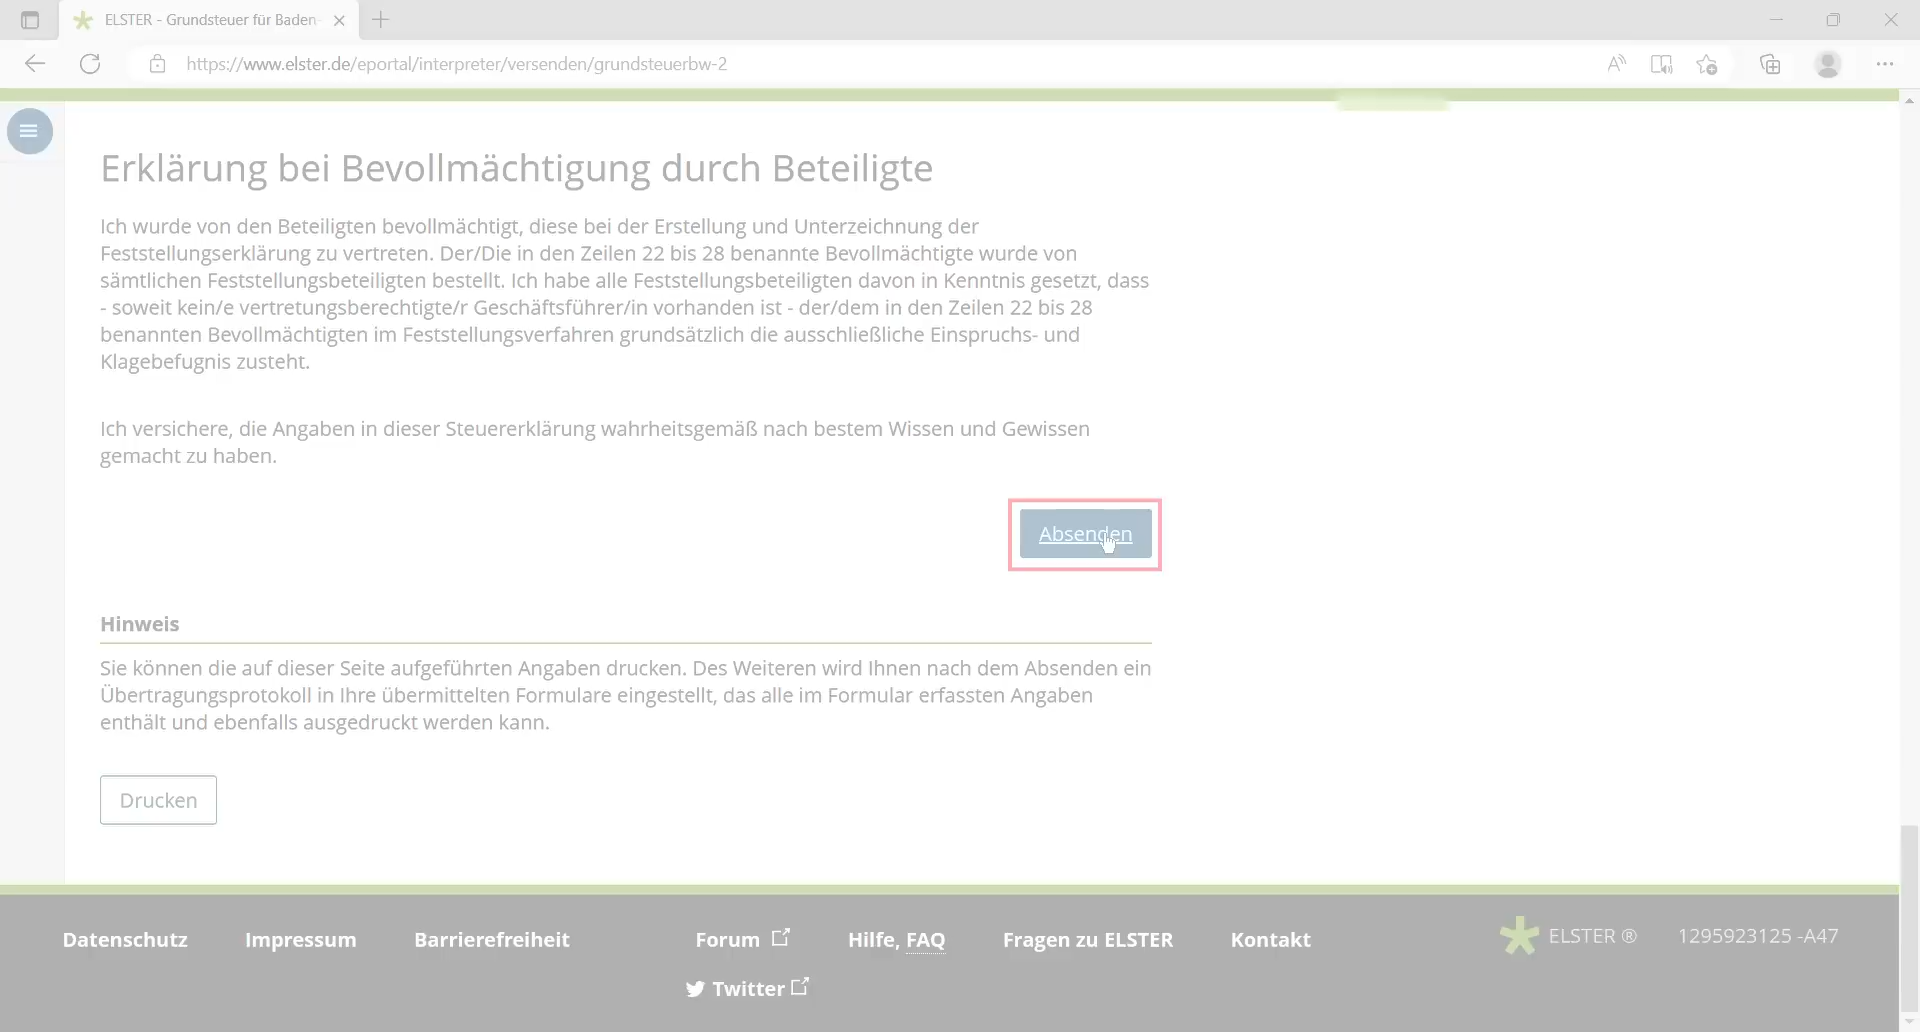 ELSTER - Grundsteuer für Baden-
https://www.elster.de/eportal/interpreter/versenden/grundsteuerbw-2
Erklärung bei Bevollmächtigung durch Beteiligte
Ich wurde von den Beteiligten bevollmächtigt, diese bei der Erstellung und Unterzeichnung der
Feststellungserklärung zu vertreten. Der/Die in den Zeilen 22 bis 28 benannte Bevollmächtigte wurde von
sämtlichen Feststellungsbeteiligten bestellt. Ich habe alle Feststellungsbeteiligten davon in Kenntnis gesetzt, dass
- soweit kein/e vertretungsberechtigte/r Geschäftsführer/in vorhanden ist - der/dem in den Zeilen 22 bis 28
benannten Bevollmächtigten im Feststellungsverfahren grundsätzlich die ausschließliche Einspruchs- und
Klagebefugnis zusteht.
Ich versichere, die Angaben in dieser Steuererklärung wahrheitsgemäß nach bestem Wissen und Gewissen
gemacht zu haben.
Absenden
Hinweis
Sie können die auf dieser Seite aufgeführten Angaben drucken. Des Weiteren wird Ihnen nach dem Absenden ein
Übertragungsprotokoll in Ihre übermittelten Formulare eingestellt, das alle im Formular erfassten Angaben
enthält und ebenfalls ausgedruckt werden kann.
Drucken
Datenschutz Impressum Barrierefreiheit Forum Hilfe, FAQ Fragen zu ELSTER Kontakt ELSTER ® 1295923125 -A47
Twitter